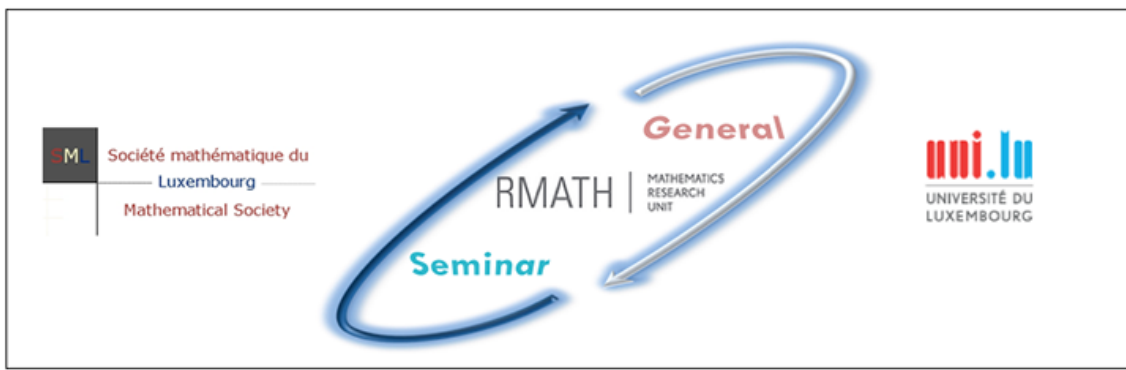 SML
Société mathématique du
Luxembourg
Mathematical Society
General
RMATH
MATHEMATICS
RESEARCH
UNIT
Seminar
uni.lu
UNIVERSITÉ DU
LUXEMBOURG